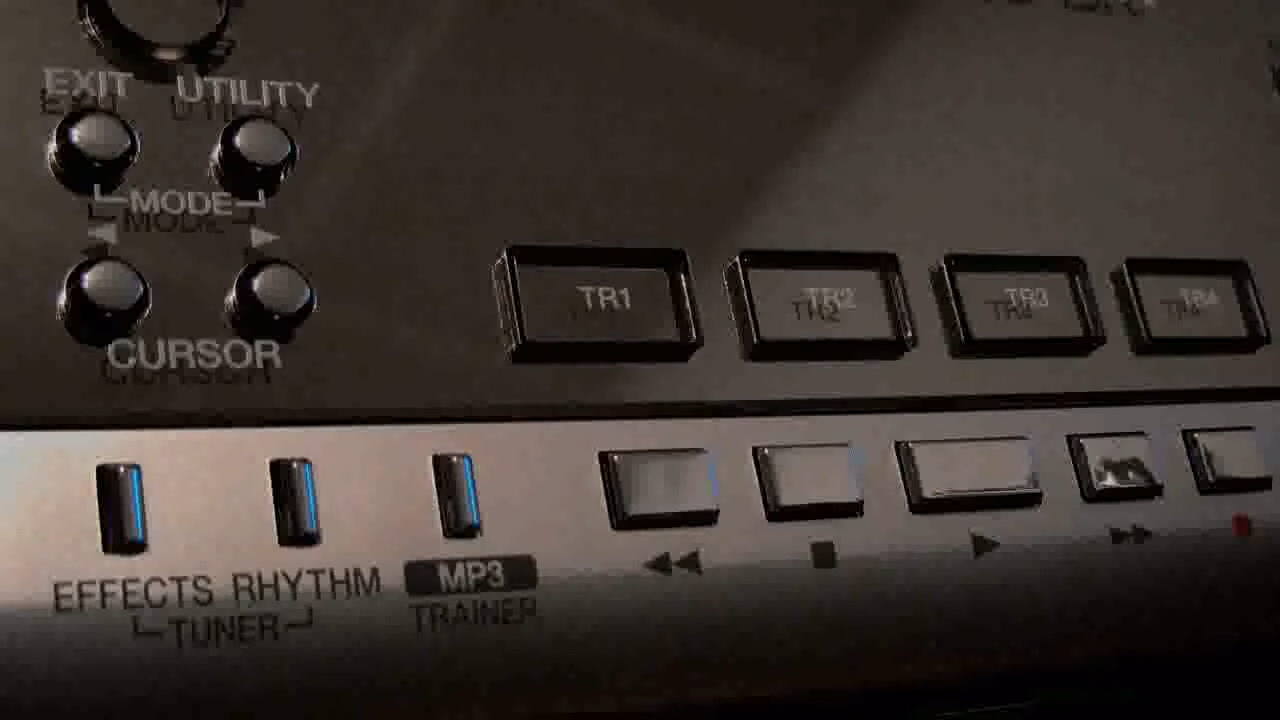 EXIT UTILITY
MODE
CURSOR
TR1 TR2 TR3 TR4
EFFECTS RHYTHM
TUNER
MP3
TRAINER